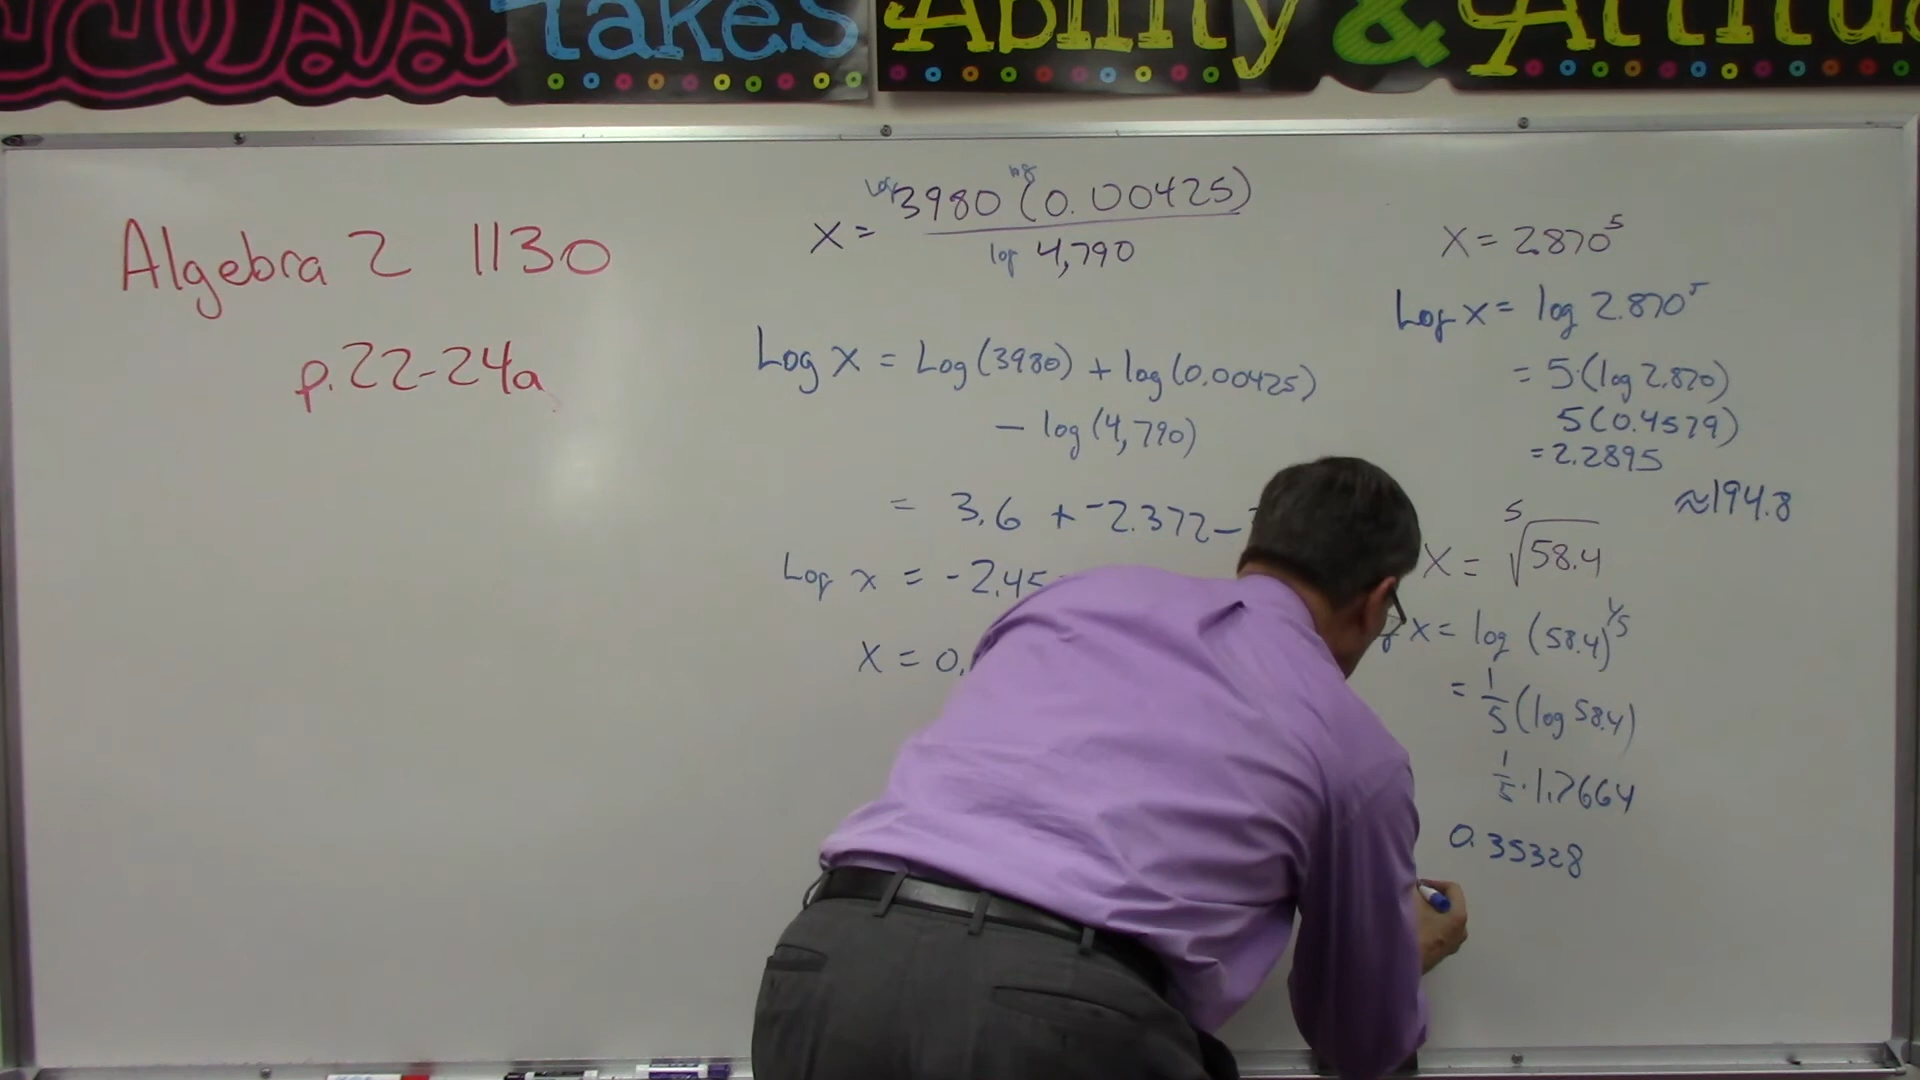 Success Takes Ability & Attitud
Algebra 2 1130
p.22-24a
X = log 3980 log (0.00425)
log 4,790
Log X = Log (3980) + log (0.00425)
— log (4,790)
= 3.6 + -2.372 —
Log x = -2.45
X = 0.
X = 2.870⁵
Log X = log 2.870⁵
= 5·(log 2.870)
5(0.4579)
= 2.2895
≈194.8
X = ⁵√58.4
g X = log (58.4)^1/5
= 1/5 (log 58.4)
1/5 · 1.7664
0.35328